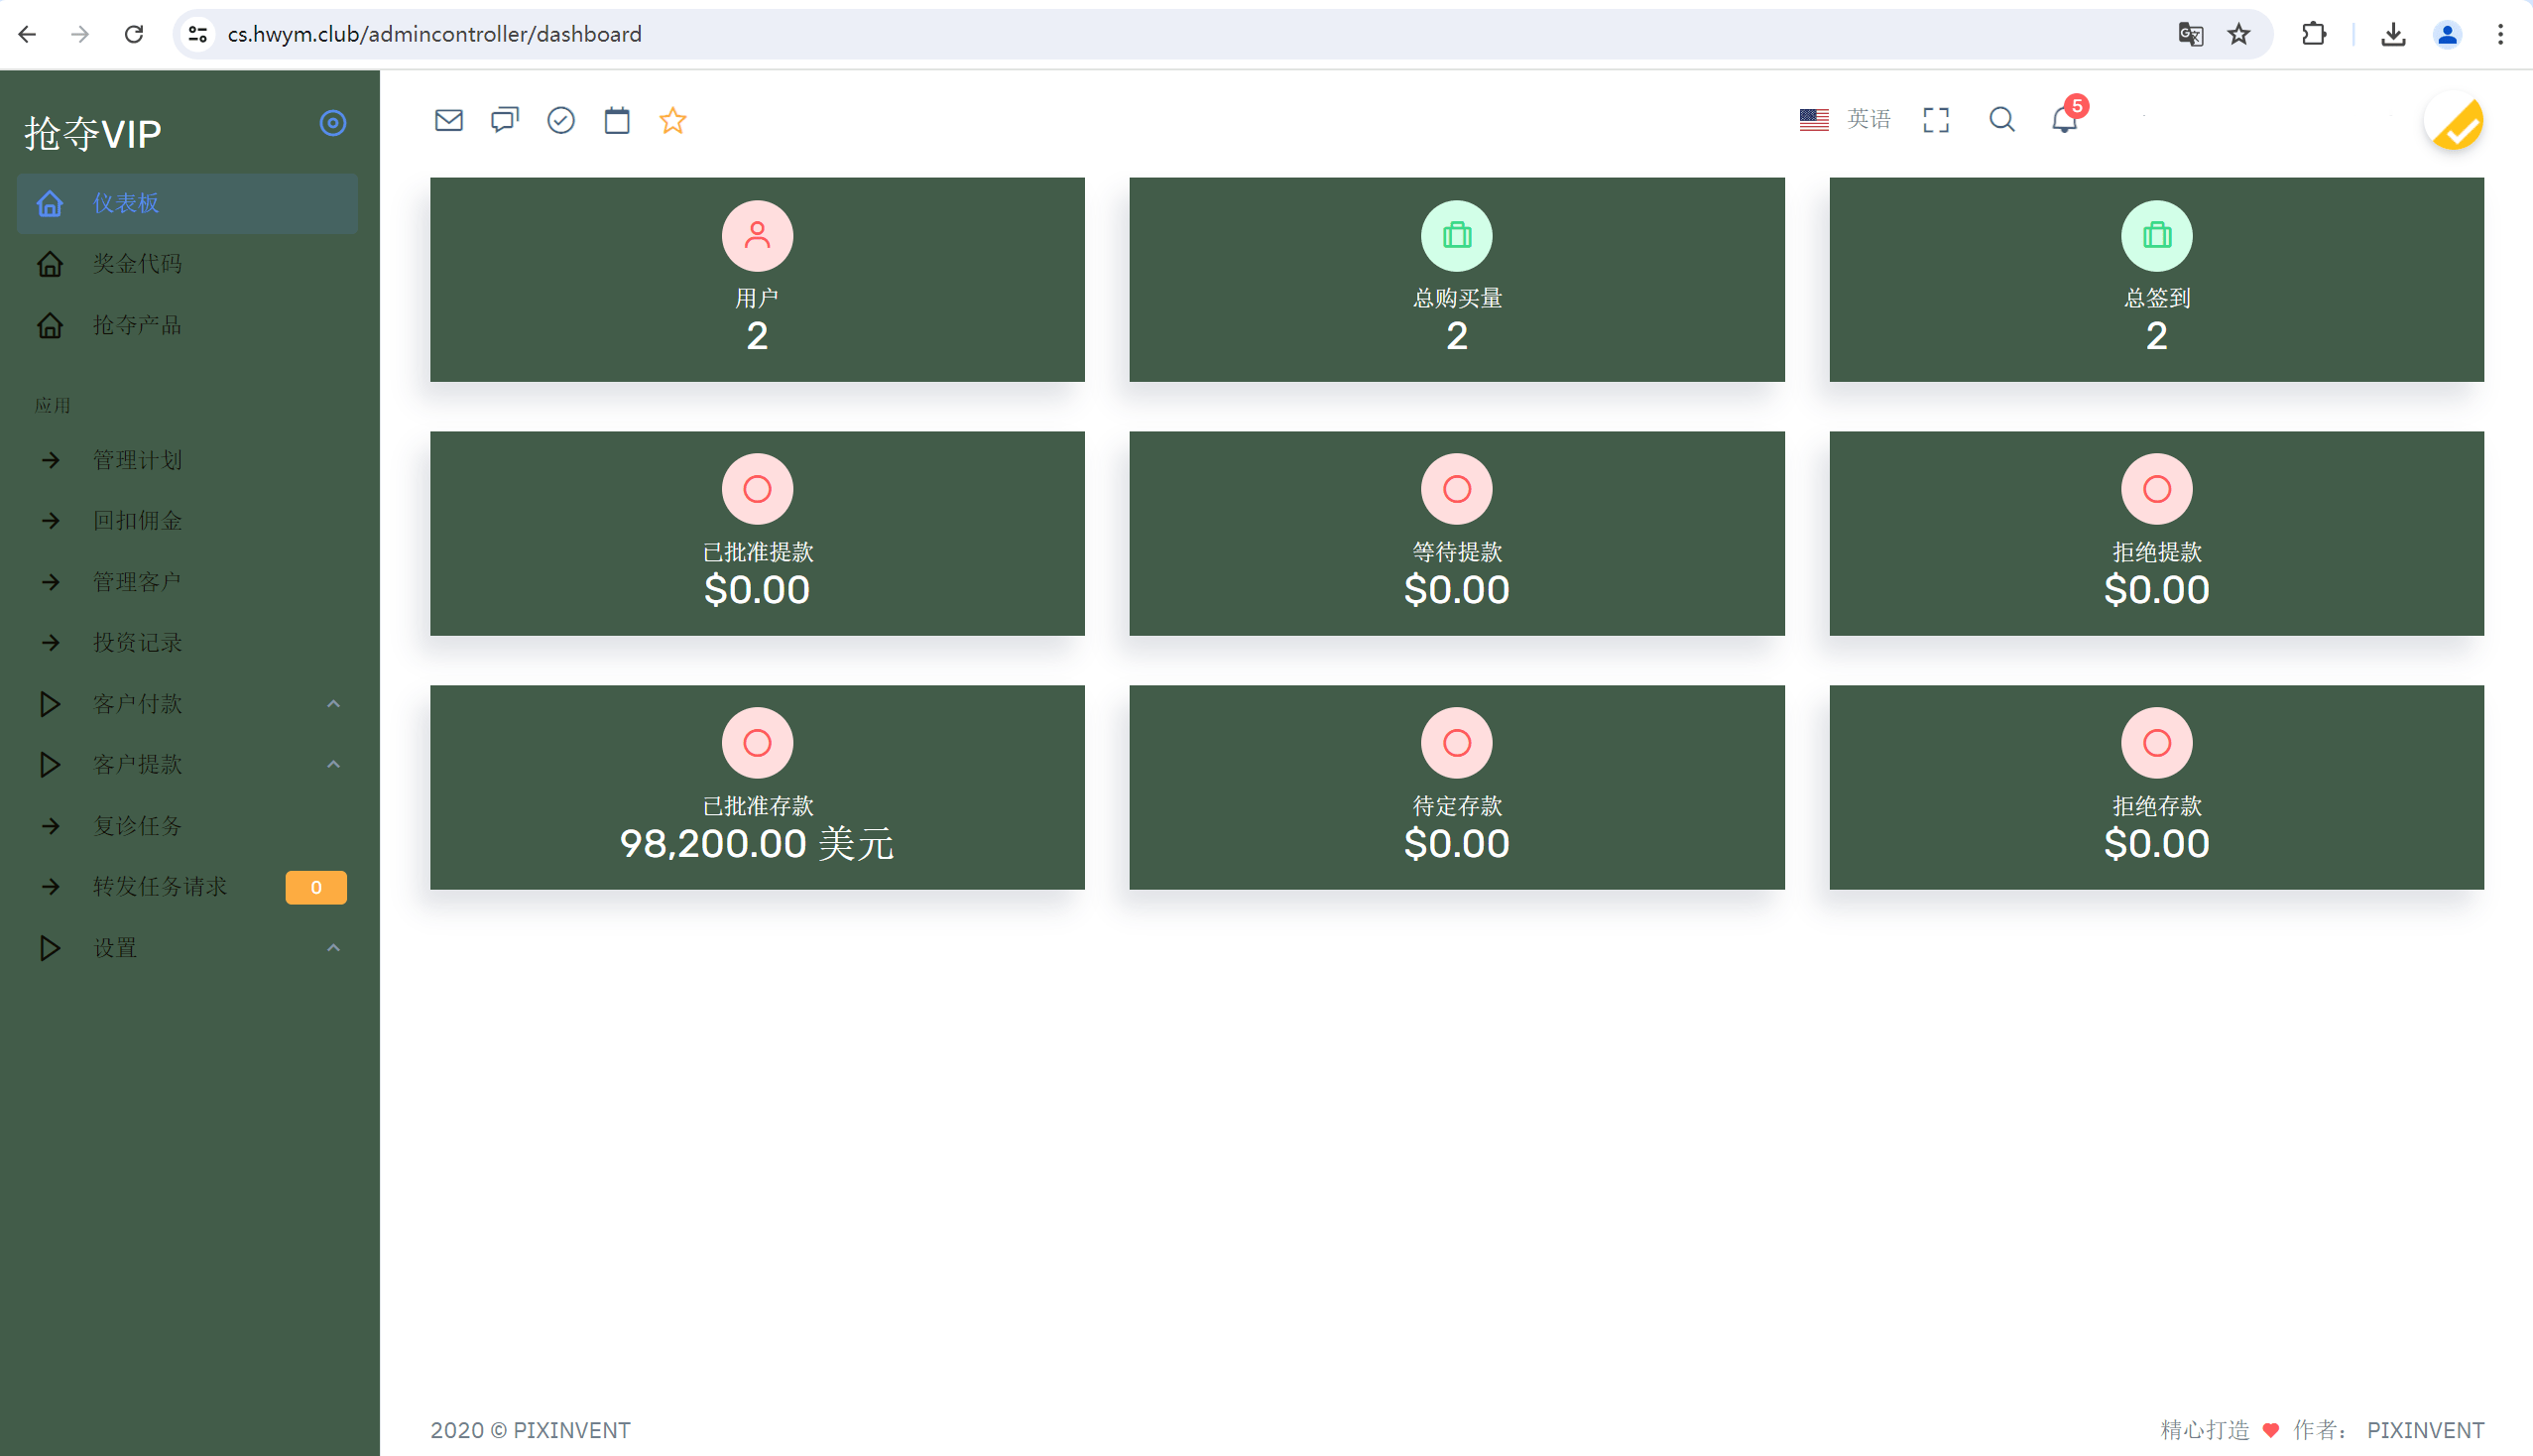 cs.hwym.club/admincontroller/dashboard
抢夺VIP
仪表板
奖金代码
抢夺产品
应用
管理计划
回扣佣金
管理客户
投资记录
客户付款
客户提款
复诊任务
转发任务请求 0
设置
英语 5
用户
2
总购买量
2
总签到
2
已批准提款
$0.00
等待提款
$0.00
拒绝提款
$0.00
已批准存款
98,200.00 美元
待定存款
$0.00
拒绝存款
$0.00
2020 © PIXINVENT
精心打造 作者： PIXINVENT